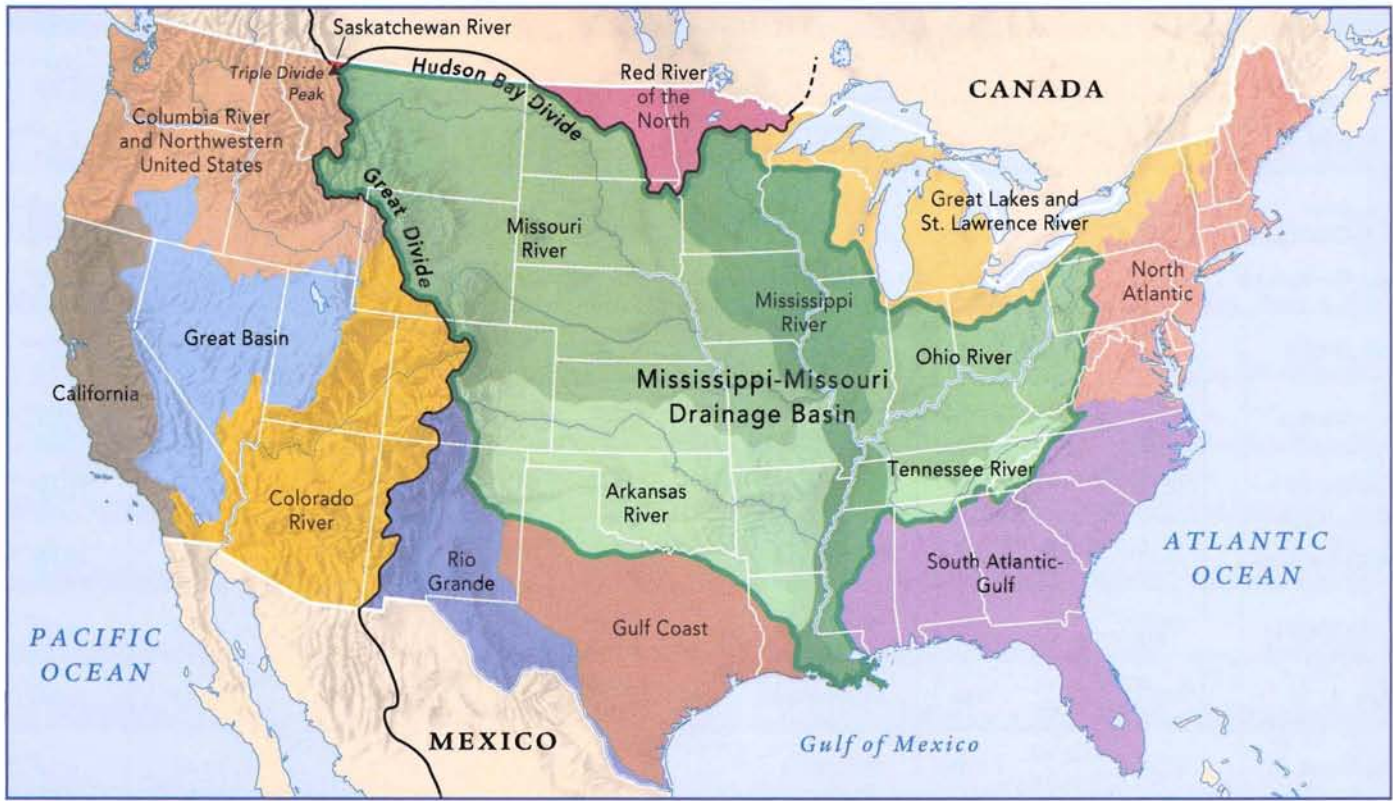 Saskatchewan River
Triple Divide
Peak
Hudson Bay Divide
Red River
of the
North
CANADA
Columbia River
and Northwestern
United States
Great Divide
Missouri
River
Great Lakes and
St. Lawrence River
North
Atlantic
Mississippi
River
Great Basin
Ohio River
California
Mississippi-Missouri
Drainage Basin
Tennessee River
Colorado
River
Arkansas
River
Rio
Grande
South Atlantic-
Gulf
ATLANTIC
OCEAN
PACIFIC
OCEAN
Gulf Coast
MEXICO
Gulf of Mexico